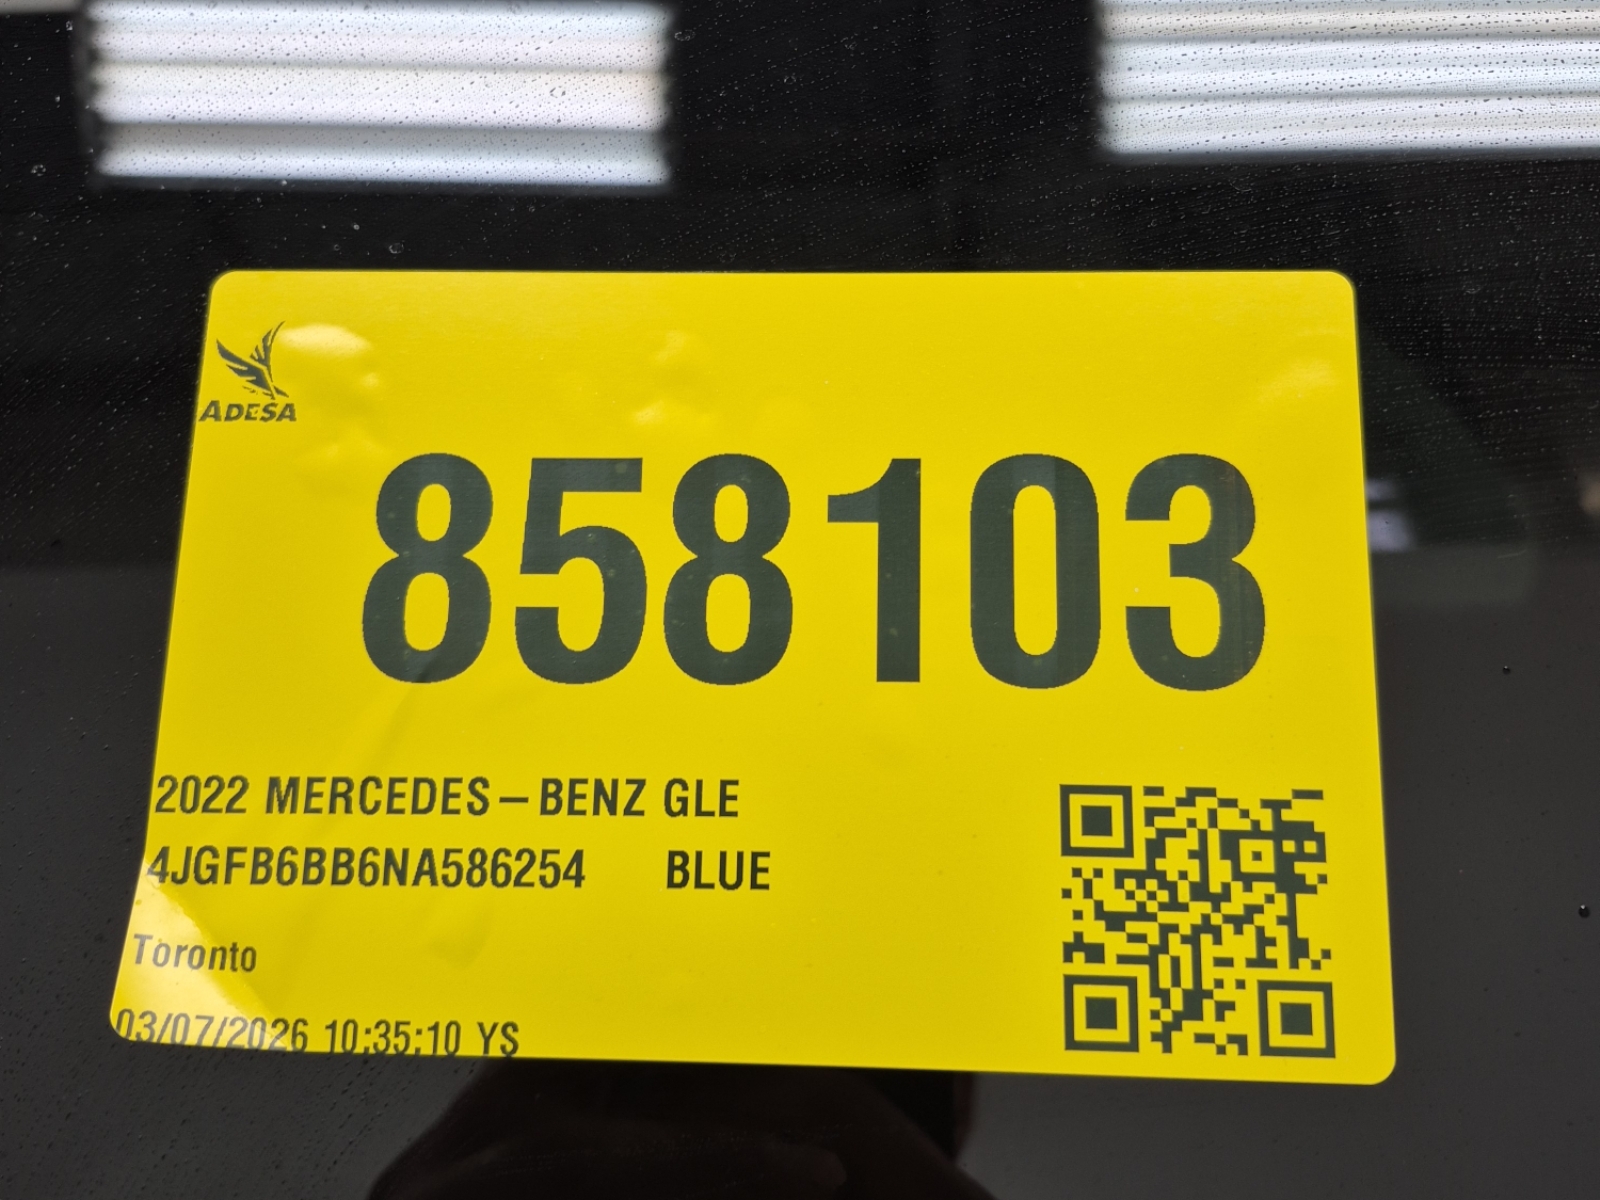 ADESA
858103
2022 MERCEDES-BENZ GLE
4JGFB6BB6NA586254 BLUE
Toronto
03/07/2026 10:35:10 YS